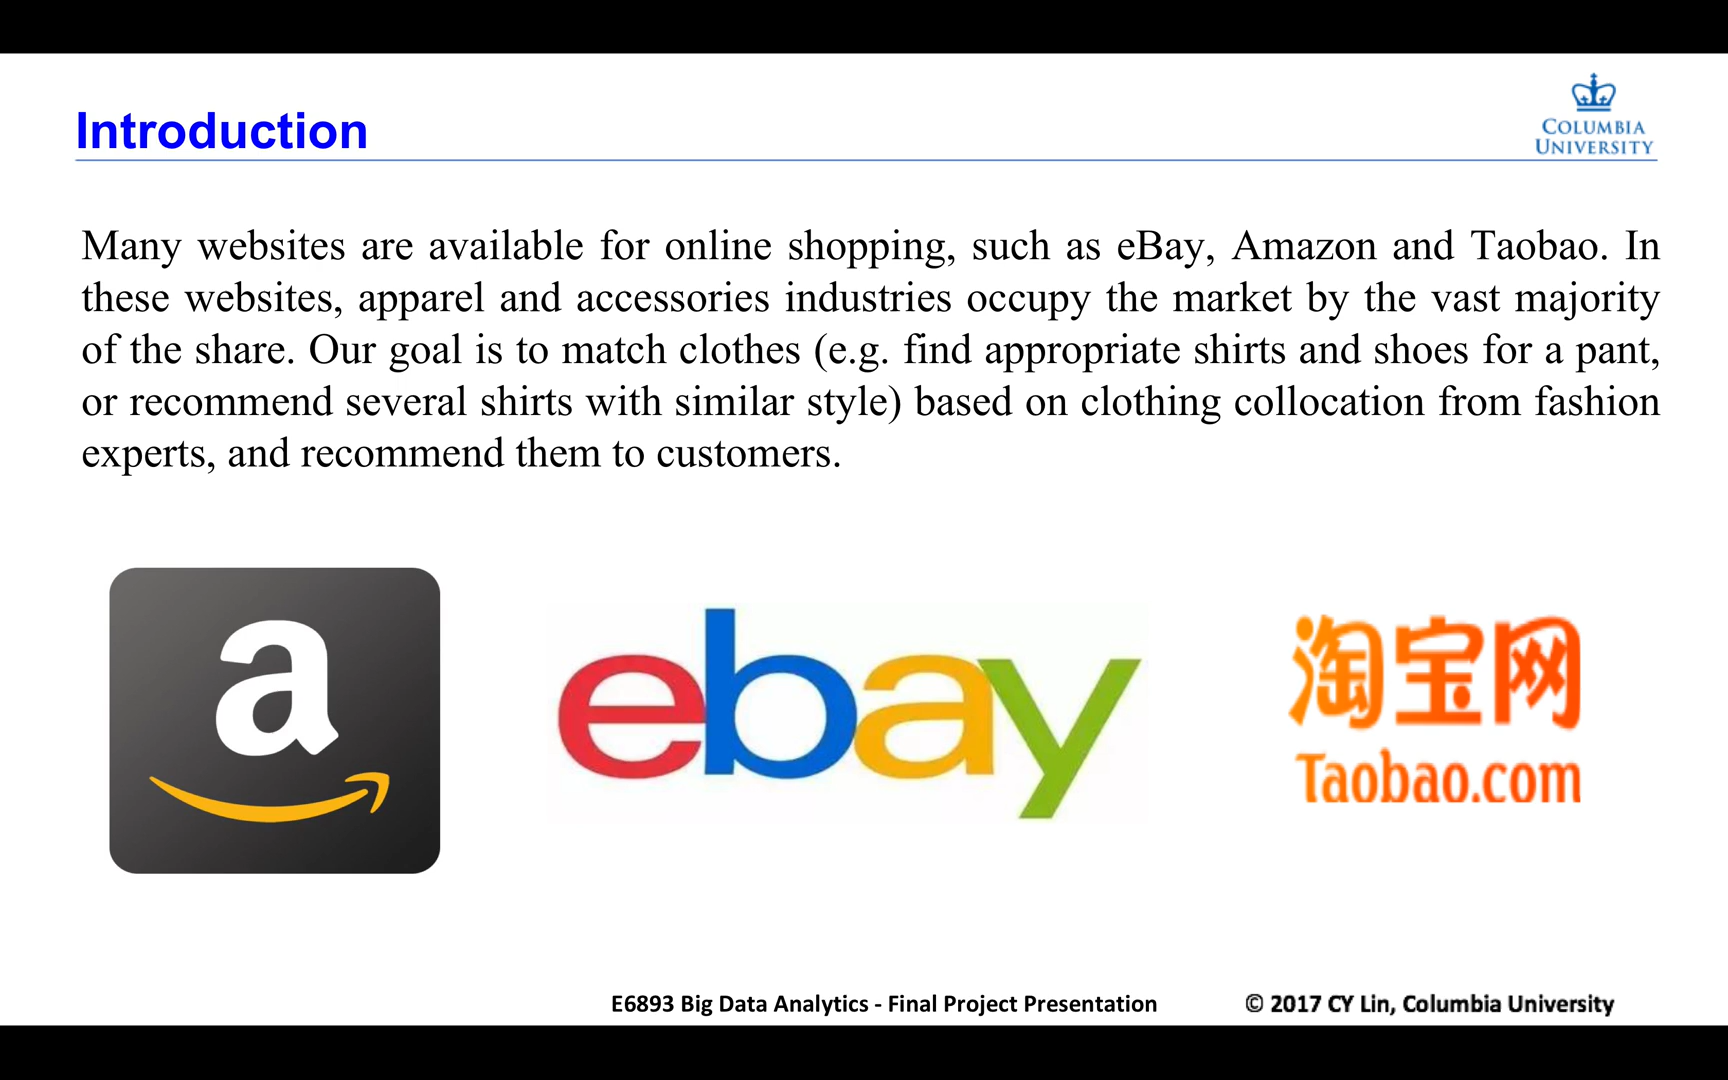 Introduction
COLUMBIA
UNIVERSITY
Many websites are available for online shopping, such as eBay, Amazon and Taobao. In
these websites, apparel and accessories industries occupy the market by the vast majority
of the share. Our goal is to match clothes (e.g. find appropriate shirts and shoes for a pant,
or recommend several shirts with similar style) based on clothing collocation from fashion
experts, and recommend them to customers.
a
ebay
淘宝网
Taobao.com
E6893 Big Data Analytics - Final Project Presentation
© 2017 CY Lin, Columbia University